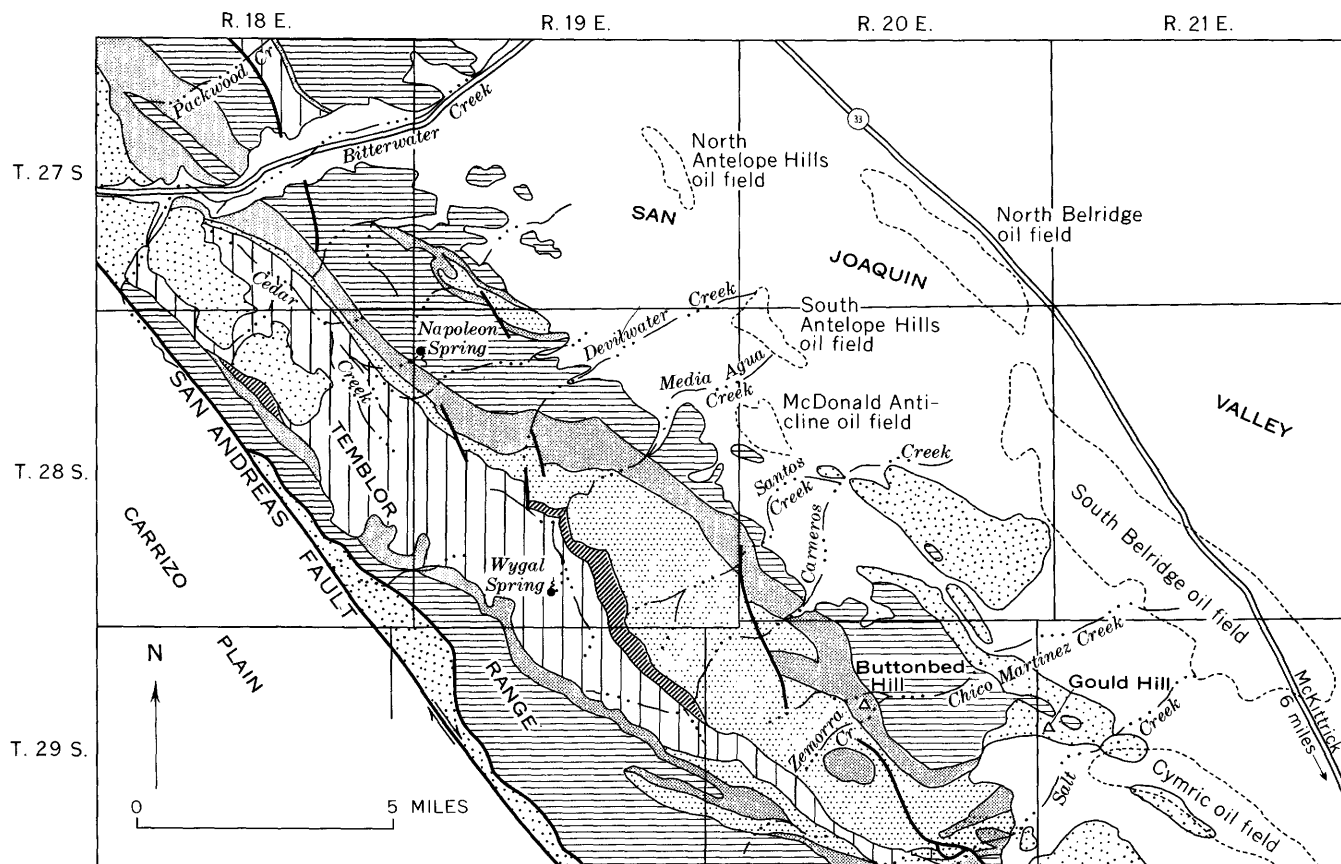 R. 18 E.
R. 19 E.
R. 20 E.
R. 21 E.
Packwood Cr
Bitterwater
Creek
33
T. 27 S
North
Antelope Hills
oil field
SAN
North Belridge
oil field
JOAQUIN
Cedar
Creek
Napoleon
Spring
Devilwater Creek
South
Antelope Hills
oil field
Media Agua
Creek
VALLEY
McDonald Anti-
cline oil field
SAN ANDREAS FAULT
TEMBLOR
T. 28 S.
Santos
Creek
Creek
Carneros
South Belridge oil field
CARRIZO
Wygal
Spring
PLAIN
N
RANGE
Buttonbed
Hill
Chico Martinez Creek
Gould Hill
McKittrick
6 miles
T. 29 S.
Zemorra
Cr.
Salt
Creek
Cymric oil field
0
5 MILES